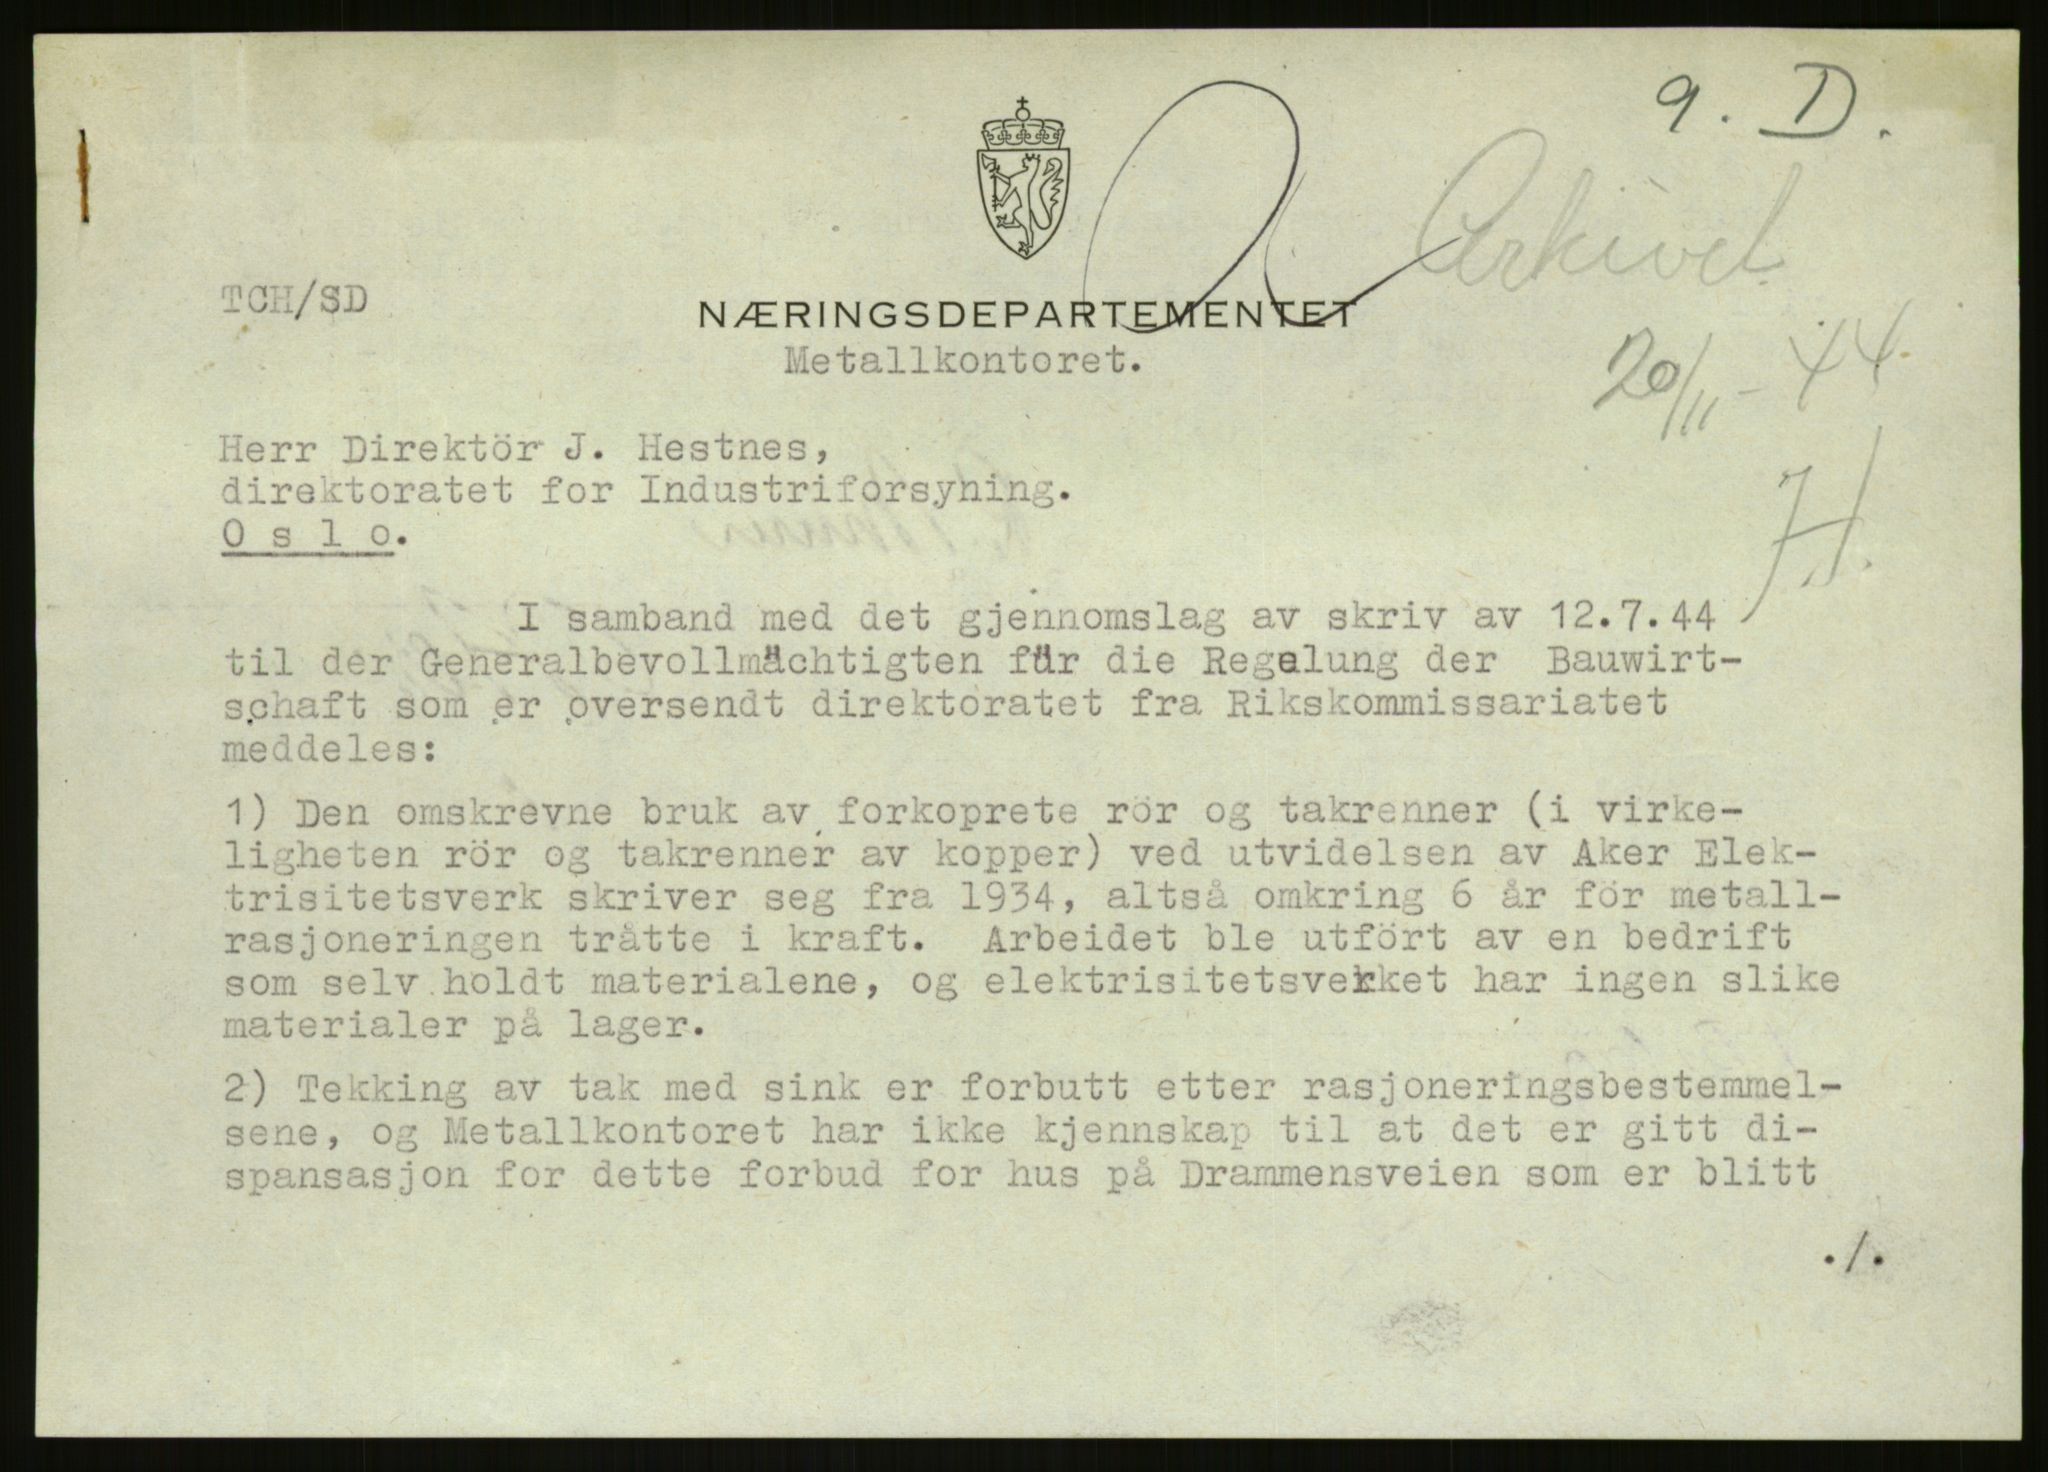 9. D.
Arkivet
TCH/SD
NÆRINGSDEPARTEMENTET
Metallkontoret.
20/11-44
H.
Herr Direktör J. Hestnes,
direktoratet for Industriforsyning.
O s l o.
I samband med det gjennomslag av skriv av 12.7.44
til der Generalbevollmächtigten für die Regelung der Bauwirt-
schaft som er oversendt direktoratet fra Rikskommissariatet
meddeles:
1) Den omskrevne bruk av forkoprete rör og takrenner (i virke-
ligheten rör og takrenner av kopper) ved utvidelsen av Aker Elek-
trisitetsverk skriver seg fra 1934, altså omkring 6 år för metall-
rasjoneringen tråtte i kraft. Arbeidet ble utfört av en bedrift
som selv holdt materialene, og elektrisitetsverket har ingen slike
materialer på lager.
2) Tekking av tak med sink er forbutt etter rasjoneringsbestemmel-
sene, og Metallkontoret har ikke kjennskap til at det er gitt di-
spansasjon for dette forbud for hus på Drammensveien som er blitt
./.